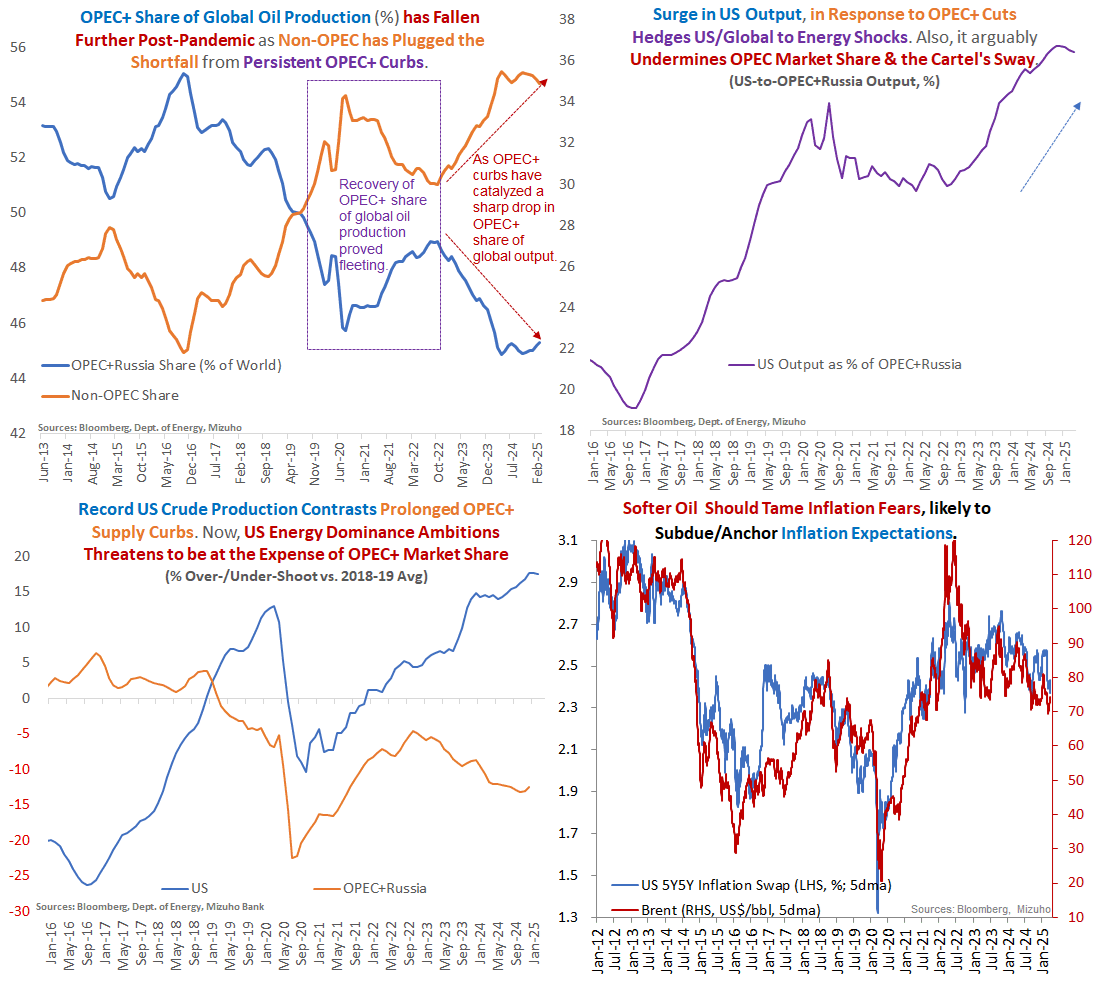 OPEC+ Share of Global Oil Production (%) has Fallen
Further Post-Pandemic as Non-OPEC has Plugged the
Shortfall from Persistent OPEC+ Curbs.
56
54
52
50
48
46
44
42
Recovery of
OPEC+ share
of global oil
production
proved
fleeting.
As OPEC+
curbs have
catalyzed a
sharp drop in
OPEC+
share of
global output.
OPEC+Russia Share (% of World)
Non-OPEC Share
Sources: Bloomberg, Dept. of Energy, Mizuho
Jun-13
Jan-14
Aug-14
Mar-15
Oct-15
May-16
Dec-16
Jul-17
Feb-18
Sep-18
Apr-19
Nov-19
Jun-20
Jan-21
Aug-21
Mar-22
Oct-22
May-23
Dec-23
Jul-24
Feb-25
Surge in US Output, in Response to OPEC+ Cuts
Hedges US/Global to Energy Shocks. Also, it arguably
Undermines OPEC Market Share & the Cartel's Sway.
(US-to-OPEC+Russia Output, %)
38
36
34
32
30
28
26
24
22
20
18
US Output as % of OPEC+Russia
Sources: Bloomberg, Dept. of Energy, Mizuho
Jan-16
May-16
Sep-16
Jan-17
May-17
Sep-17
Jan-18
May-18
Sep-18
Jan-19
May-19
Sep-19
Jan-20
May-20
Sep-20
Jan-21
May-21
Sep-21
Jan-22
May-22
Sep-22
Jan-23
May-23
Sep-23
Jan-24
May-24
Sep-24
Jan-25
Record US Crude Production Contrasts Prolonged OPEC+
Supply Curbs. Now, US Energy Dominance Ambitions
Threatens to be at the Expense of OPEC+ Market Share
(% Over-/Under-Shoot vs. 2018-19 Avg)
20
15
10
5
0
-5
-10
-15
-20
-25
-30
US
OPEC+Russia
Sources: Bloomberg, Dept. of Energy, Mizuho Bank
Jan-16
May-16
Sep-16
Jan-17
May-17
Sep-17
Jan-18
May-18
Sep-18
Jan-19
May-19
Sep-19
Jan-20
May-20
Sep-20
Jan-21
May-21
Sep-21
Jan-22
May-22
Sep-22
Jan-23
May-23
Sep-23
Jan-24
May-24
Sep-24
Jan-25
Softer Oil Should Tame Inflation Fears, likely to
Subdue/Anchor Inflation Expectations.
3.1
2.9
2.7
2.5
2.3
2.1
1.9
1.7
1.5
1.3
120
110
100
90
80
70
60
50
40
30
20
10
US 5Y5Y Inflation Swap (LHS, %; 5dma)
Brent (RHS, US$/bbl, 5dma)
Sources: Bloomberg, Mizuho
Jan-12
Jul-12
Jan-13
Jul-13
Jan-14
Jul-14
Jan-15
Jul-15
Jan-16
Jul-16
Jan-17
Jul-17
Jan-18
Jul-18
Jan-19
Jul-19
Jan-20
Jul-20
Jan-21
Jul-21
Jan-22
Jul-22
Jan-23
Jul-23
Jan-24
Jul-24
Jan-25